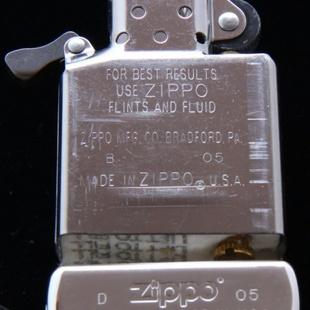 FOR BEST RESULTS
USE ZIPPO
FLINTS AND FLUID
ZIPPO MFG. CO. BRADFORD, PA.
B 05
MADE IN ZIPPO ® U.S.A.
Zippo®
D 05